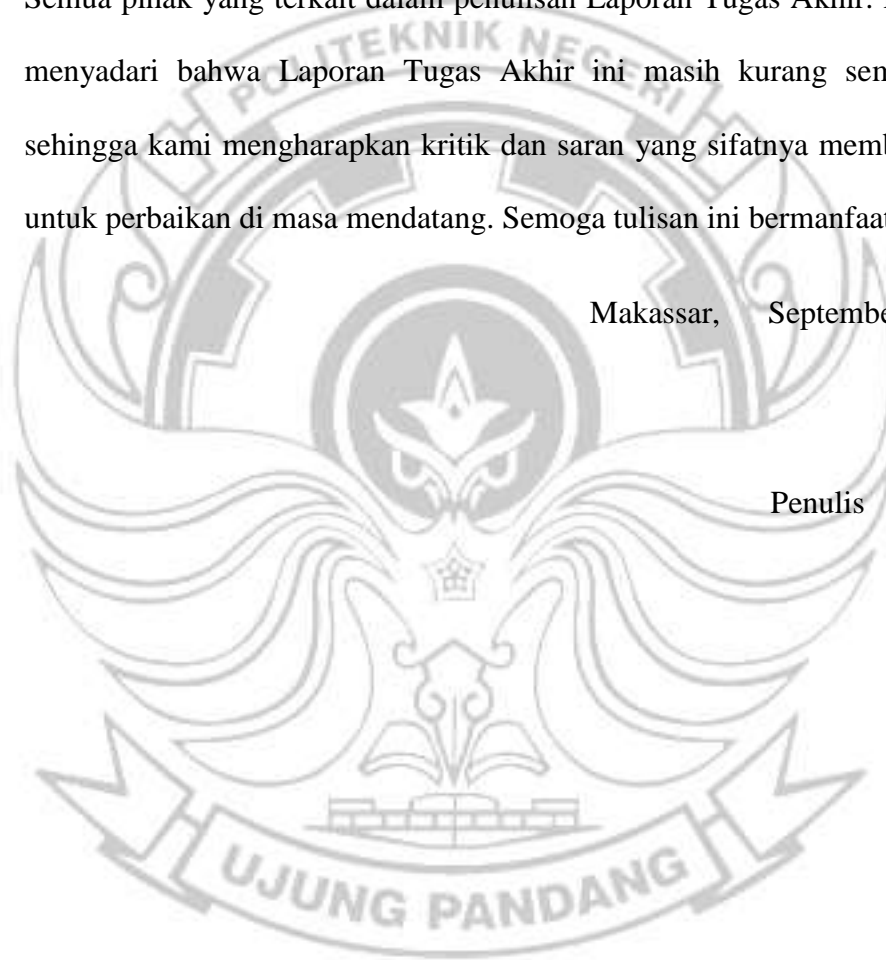 Semua pihak yang terkait dalam penulisan Laporan Tugas Akhir.
menyadari bahwa Laporan Tugas Akhir ini masih kurang sem
sehingga kami mengharapkan kritik dan saran yang sifatnya memb
untuk perbaikan di masa mendatang. Semoga tulisan ini bermanfaat
Makassar, Septembe
Penulis
POLITEKNIK NEGERI
UJUNG PANDANG